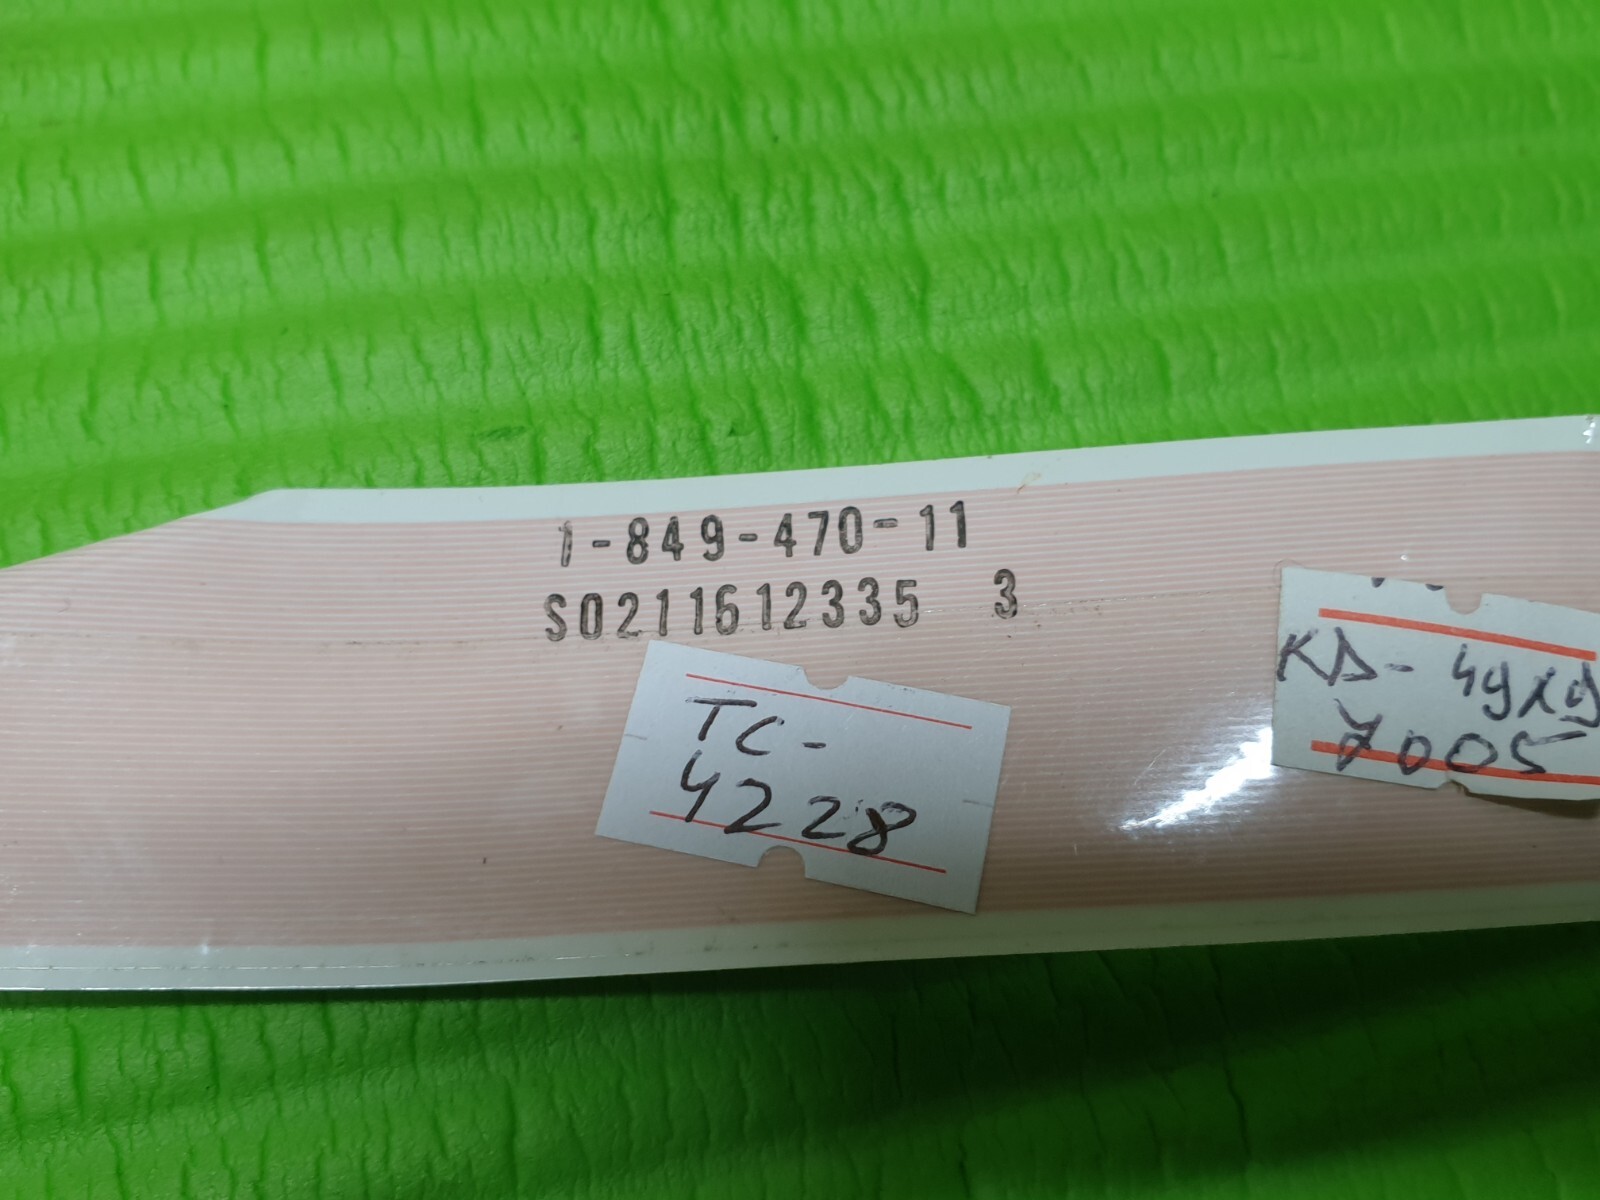 1-849-470-11
S0211612335 3
TC-
4228
KD-49X9
7005